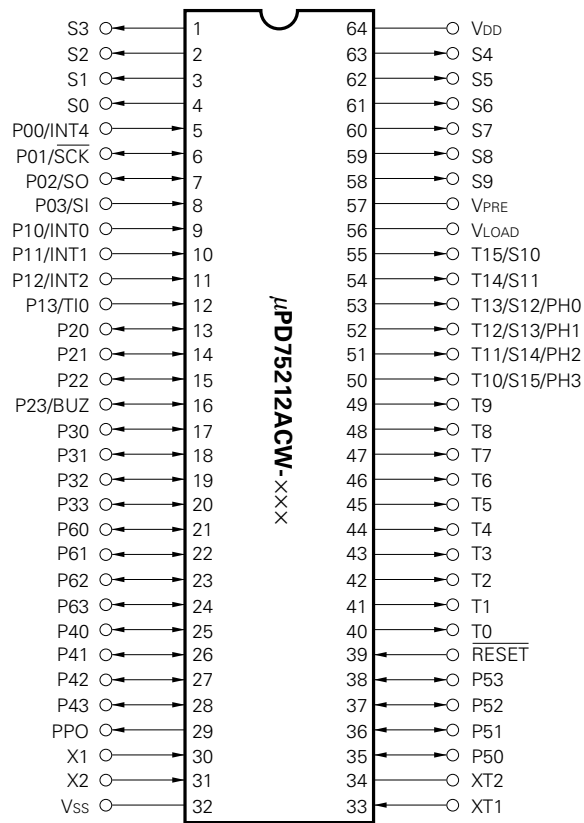 S3 1 64 VDD
S2 2 63 S4
S1 3 62 S5
S0 4 61 S6
P00/INT4 5 60 S7
P01/S̅C̅K̅ 6 59 S8
P02/SO 7 58 S9
P03/SI 8 57 VPRE
P10/INT0 9 56 VLOAD
P11/INT1 10 55 T15/S10
P12/INT2 11 54 T14/S11
P13/TI0 12 53 T13/S12/PH0
P20 13 52 T12/S13/PH1
P21 14 51 T11/S14/PH2
P22 15 50 T10/S15/PH3
P23/BUZ 16 49 T9
P30 17 48 T8
P31 18 47 T7
P32 19 46 T6
P33 20 45 T5
P60 21 44 T4
P61 22 43 T3
P62 23 42 T2
P63 24 41 T1
P40 25 40 T0
P41 26 39 R̅E̅S̅E̅T̅
P42 27 38 P53
P43 28 37 P52
PPO 29 36 P51
X1 30 35 P50
X2 31 34 XT2
VSS 32 33 XT1
μPD75212ACW-×××